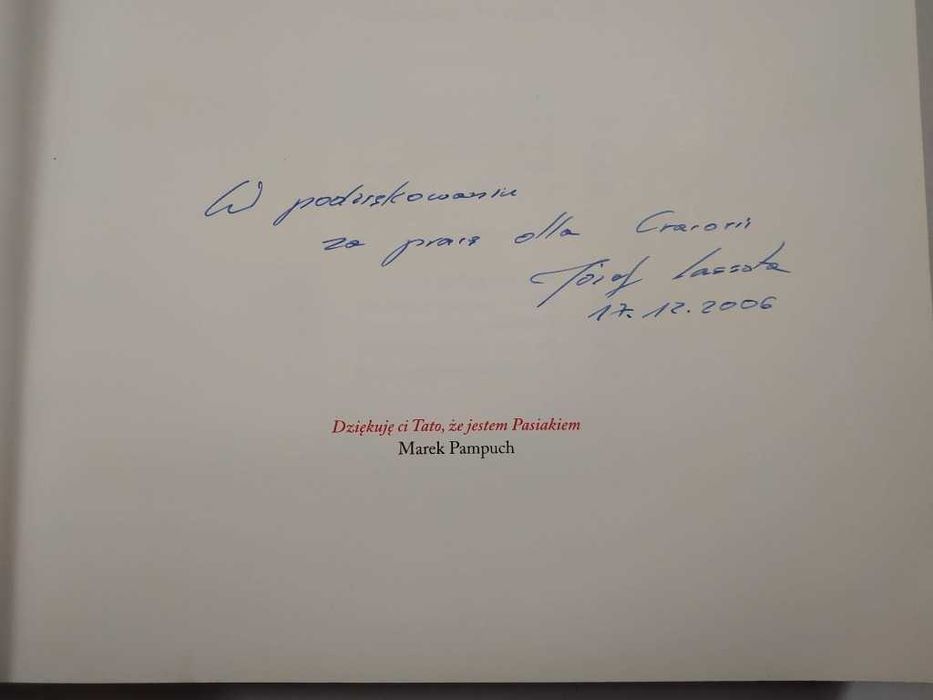 W podziękowaniu
za pracę dla Cracovii
Józef Lassota
17.12.2006
Dziękuję ci Tato, że jestem Pasiakiem
Marek Pampuch